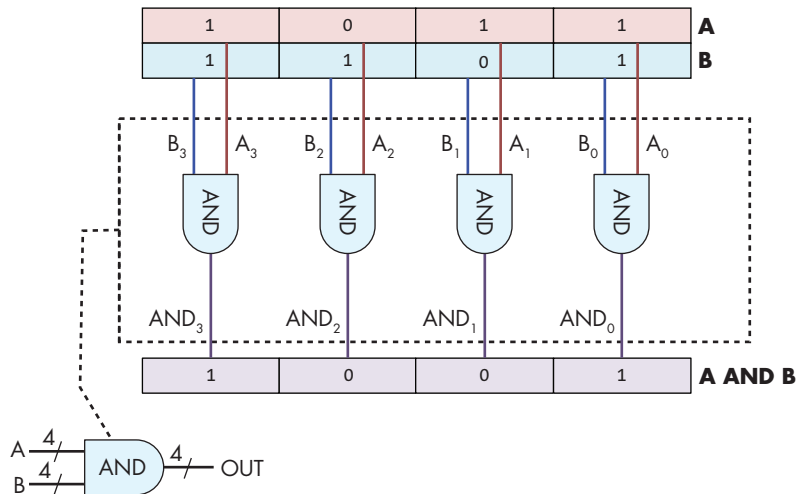 1 0 1 1 A
1 1 0 1 B
B3 A3 B2 A2 B1 A1 B0 A0
AND AND AND AND
AND3 AND2 AND1 AND0
1 0 0 1 A AND B
A 4 AND 4 OUT
B 4